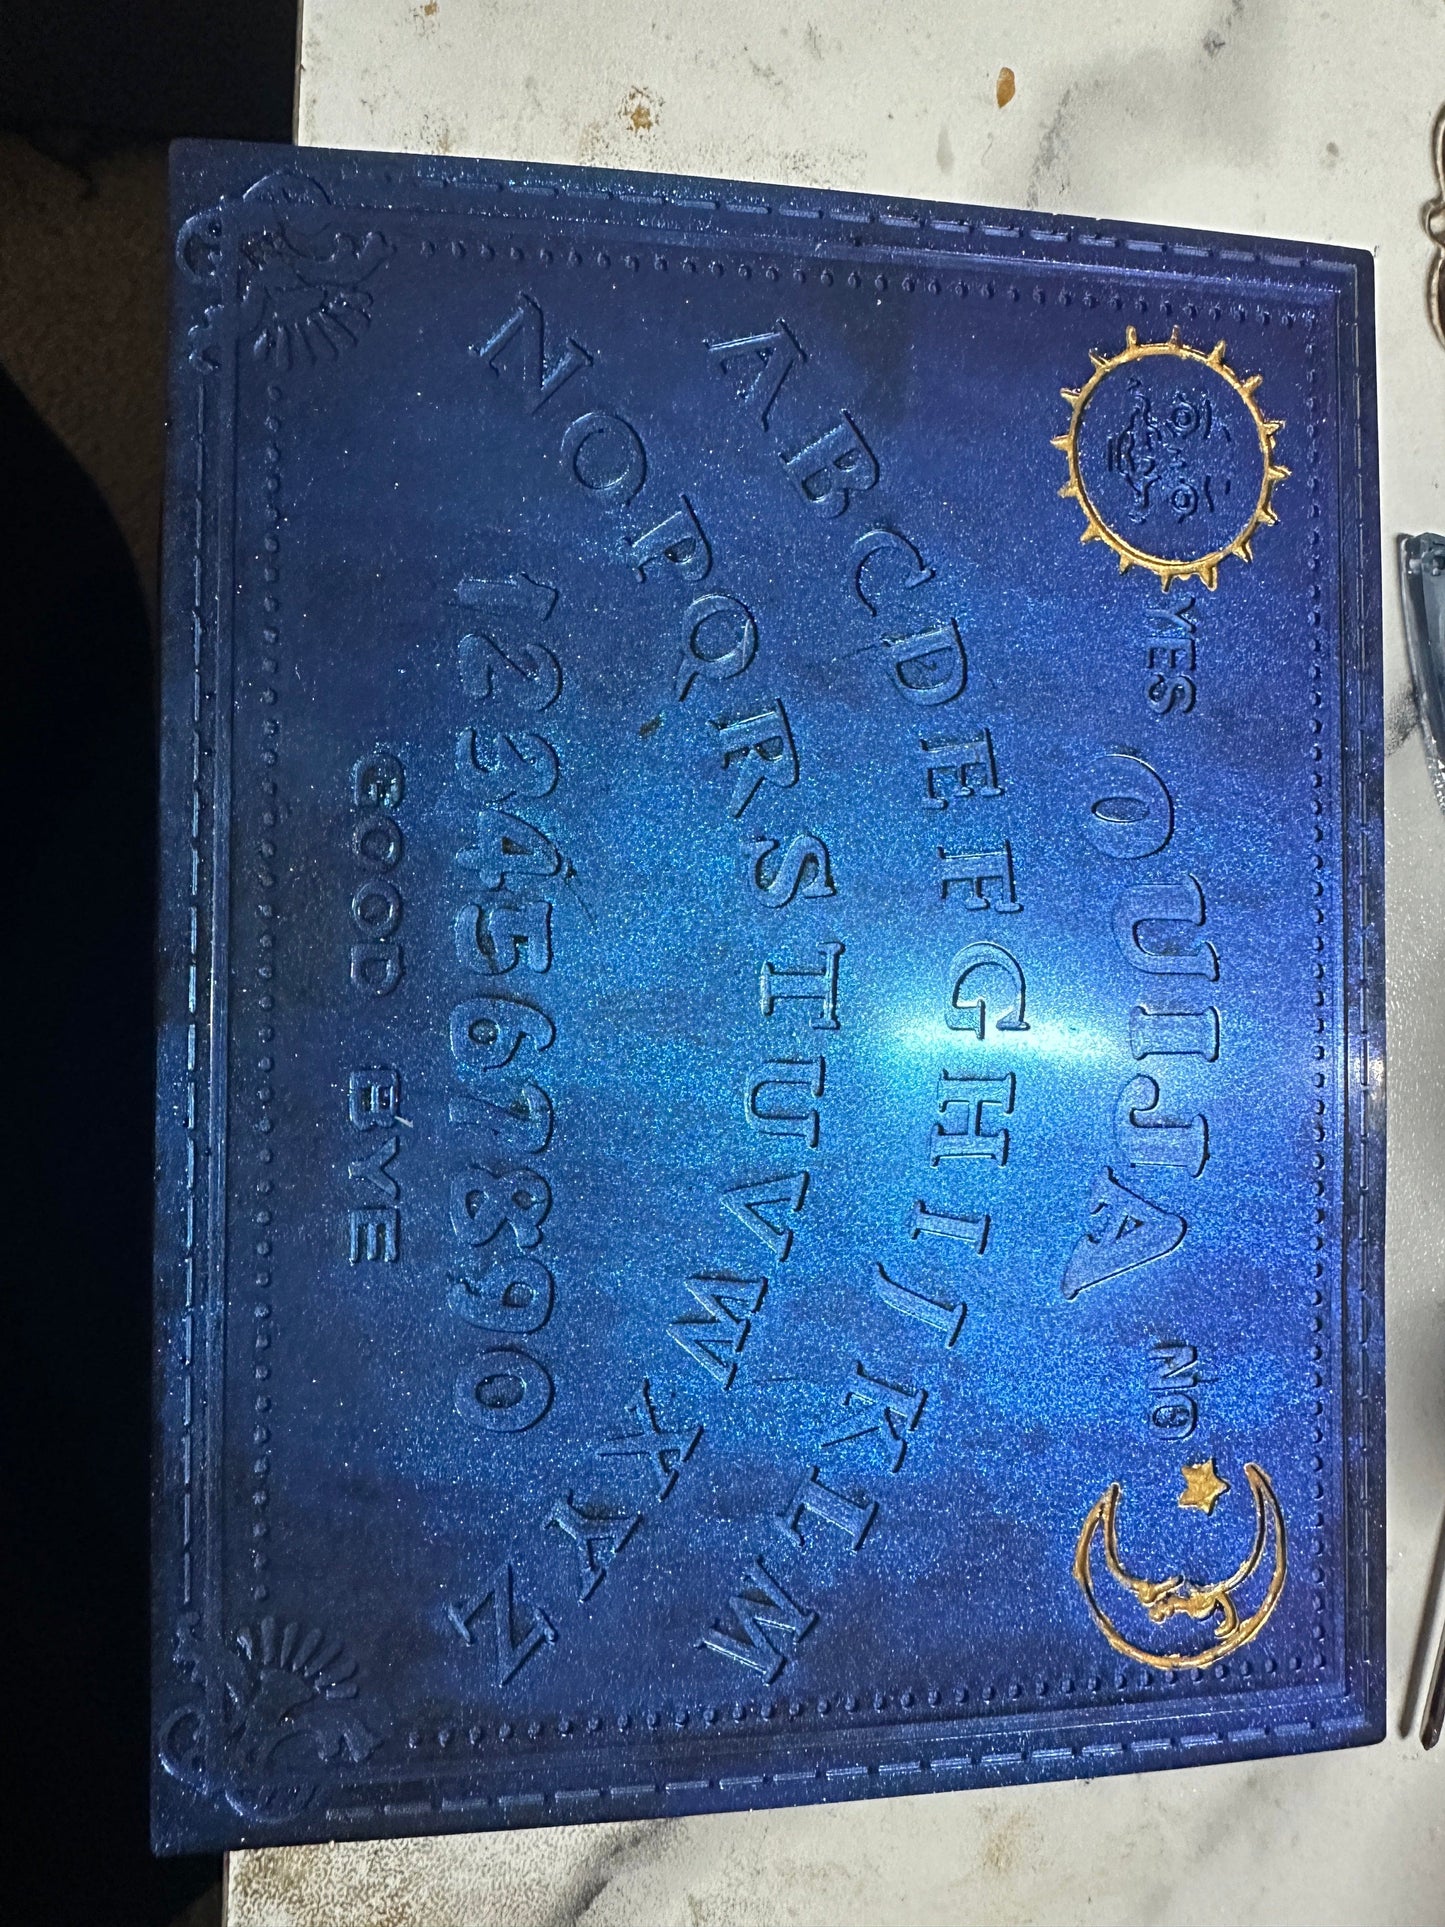 YES OUIJA NO
ABCDEFGHIJKLM
NOPQRSTUVWXYZ
1234567890
GOOD BYE